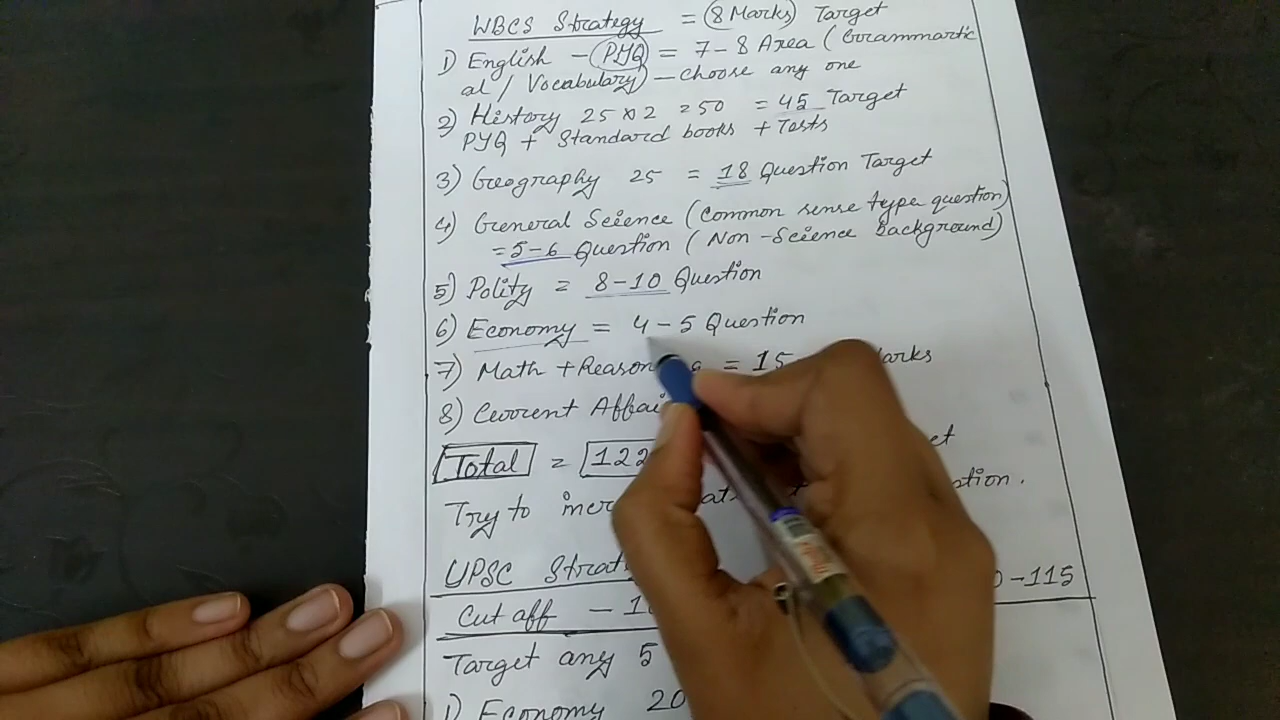 WBCS Strategy = 8 Marks Target
1) English - PYQ = 7-8 Area (Grammartic
al / Vocabulary) - choose any one
2) History 25 x 2 = 50 = 45 Target
PYQ + Standard books + Tests
3) Geography 25 = 18 Question Target
4) General Science (Common sense type question)
= 5-6 Question (Non-Science background)
5) Polity = 8-10 Question
6) Economy = 4-5 Question
7) Math + Reason = 15 arks
8) Current Affai
Total = 122 et
Try to incr stion.
UPSC Strat -115
Cut off -
Target any 5
1) Economy 20